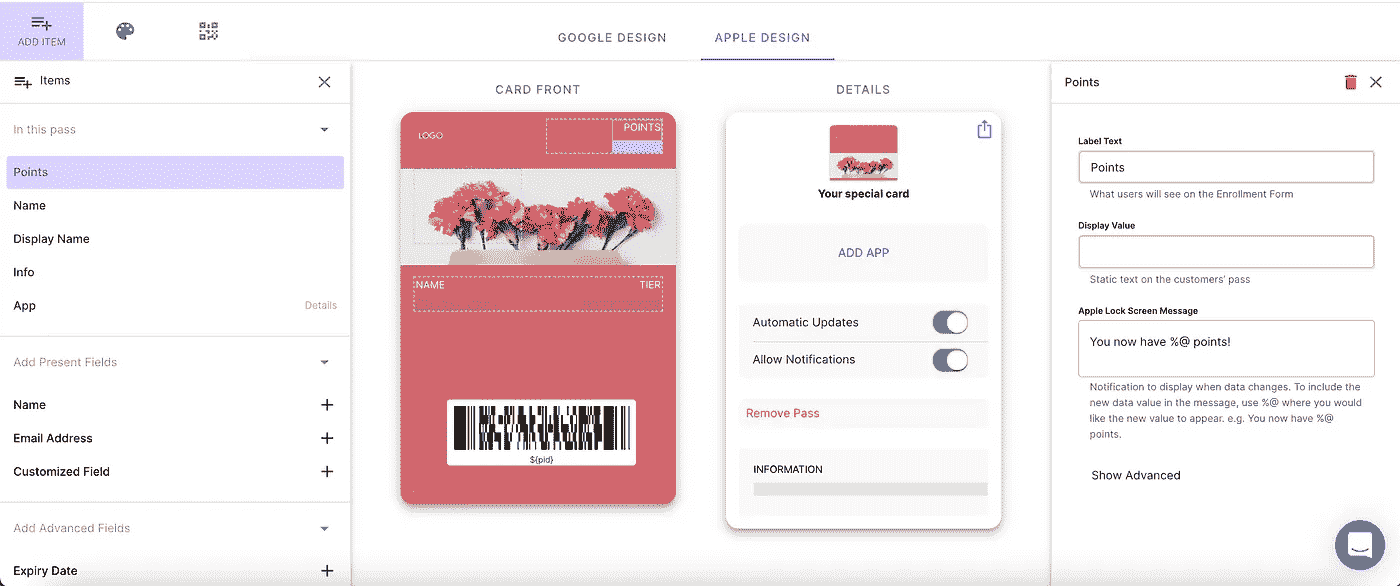 ADD ITEM
GOOGLE DESIGN
APPLE DESIGN
Items
In this pass
Points
Name
Display Name
Info
App
Details
Add Present Fields
Name
Email Address
Customized Field
Add Advanced Fields
Expiry Date
CARD FRONT
LOGO
POINTS
NAME
TIER
${pid}
DETAILS
Your special card
ADD APP
Automatic Updates
Allow Notifications
Remove Pass
INFORMATION
Points
Label Text
Points
What users will see on the Enrollment Form
Display Value
Static text on the customers' pass
Apple Lock Screen Message
You now have %@ points!
Notification to display when data changes. To include the
new data value in the message, use %@ where you would
like the new value to appear. e.g. You now have %@
points.
Show Advanced